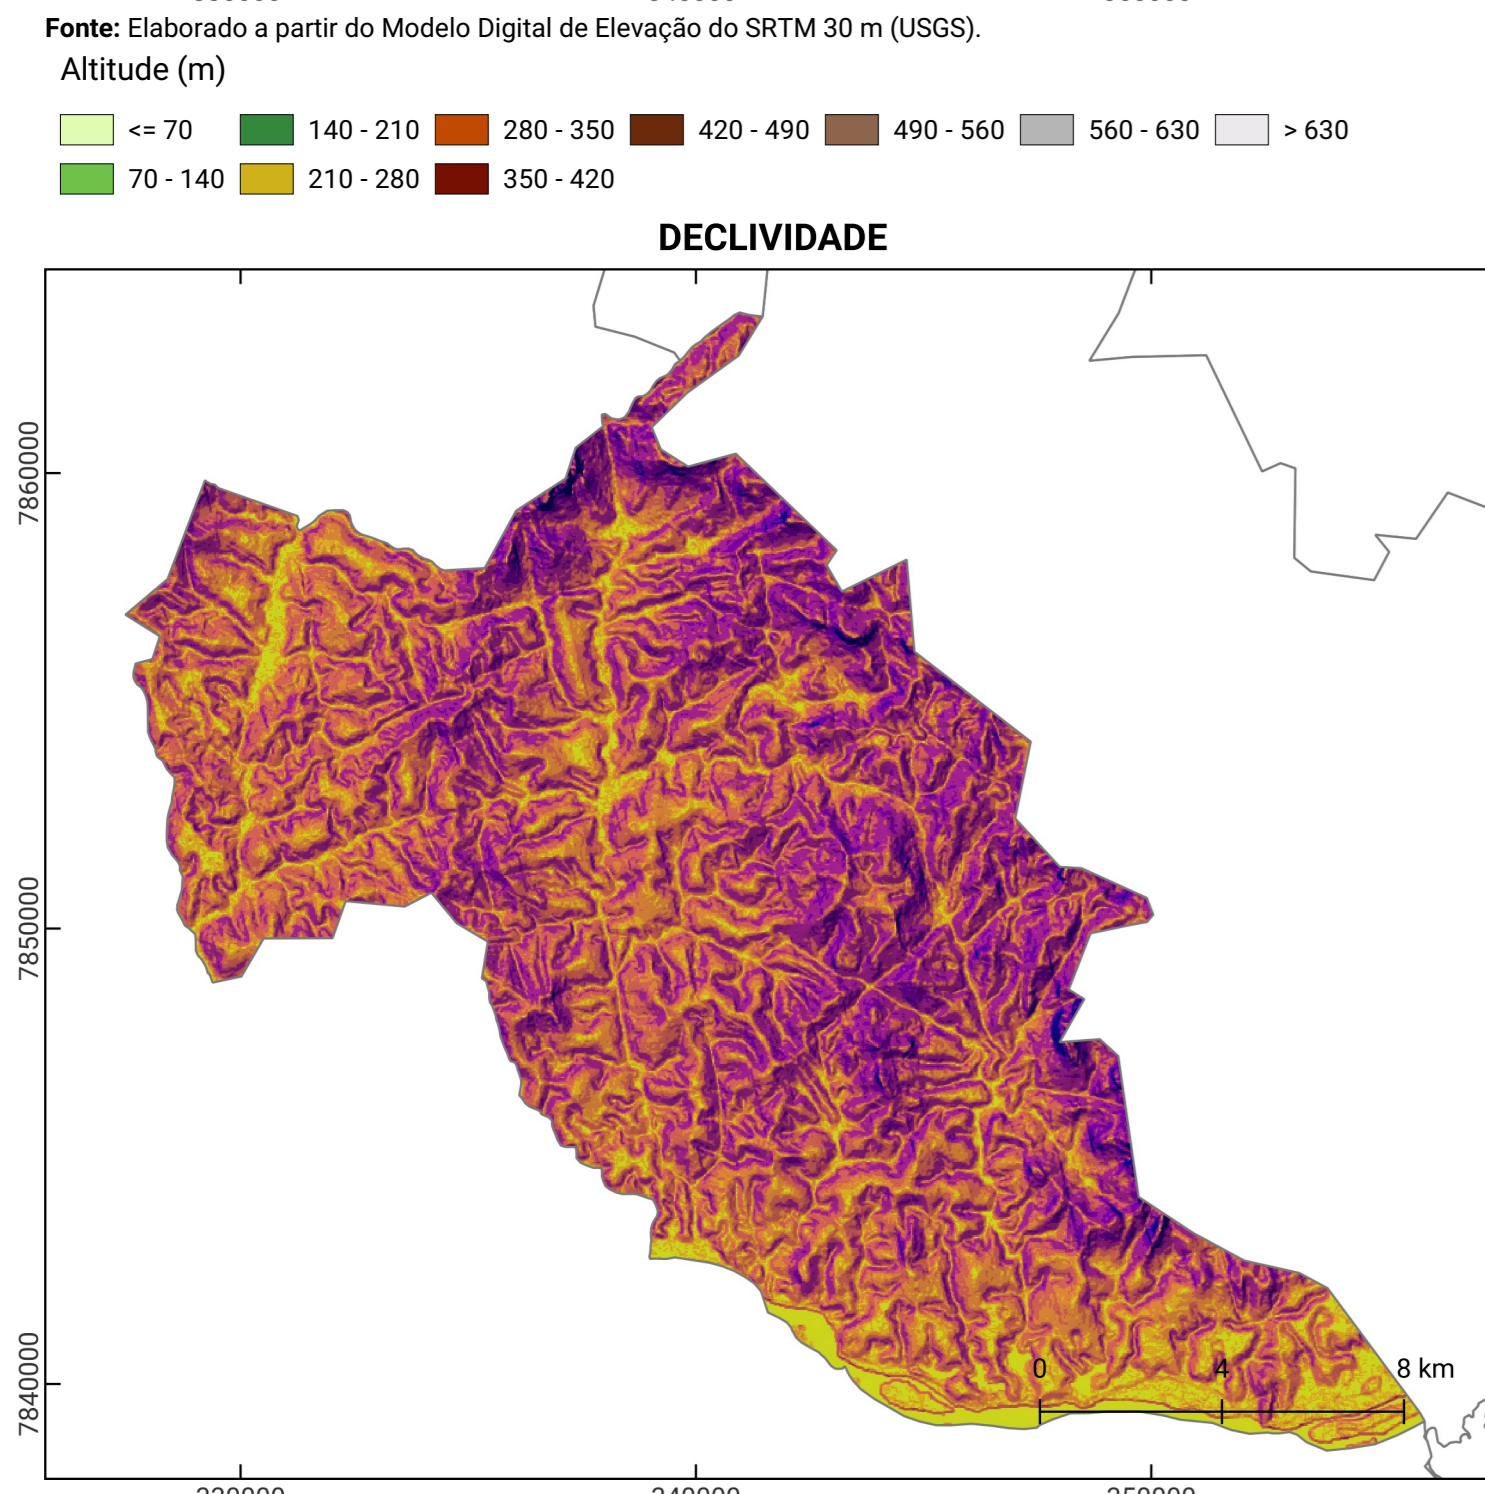 Fonte: Elaborado a partir do Modelo Digital de Elevação do SRTM 30 m (USGS).
Altitude (m)
<= 70 140 - 210 280 - 350 420 - 490 490 - 560 560 - 630 > 630
70 - 140 210 - 280 350 - 420
DECLIVIDADE
7860000
7850000
7840000
0 4 8 km